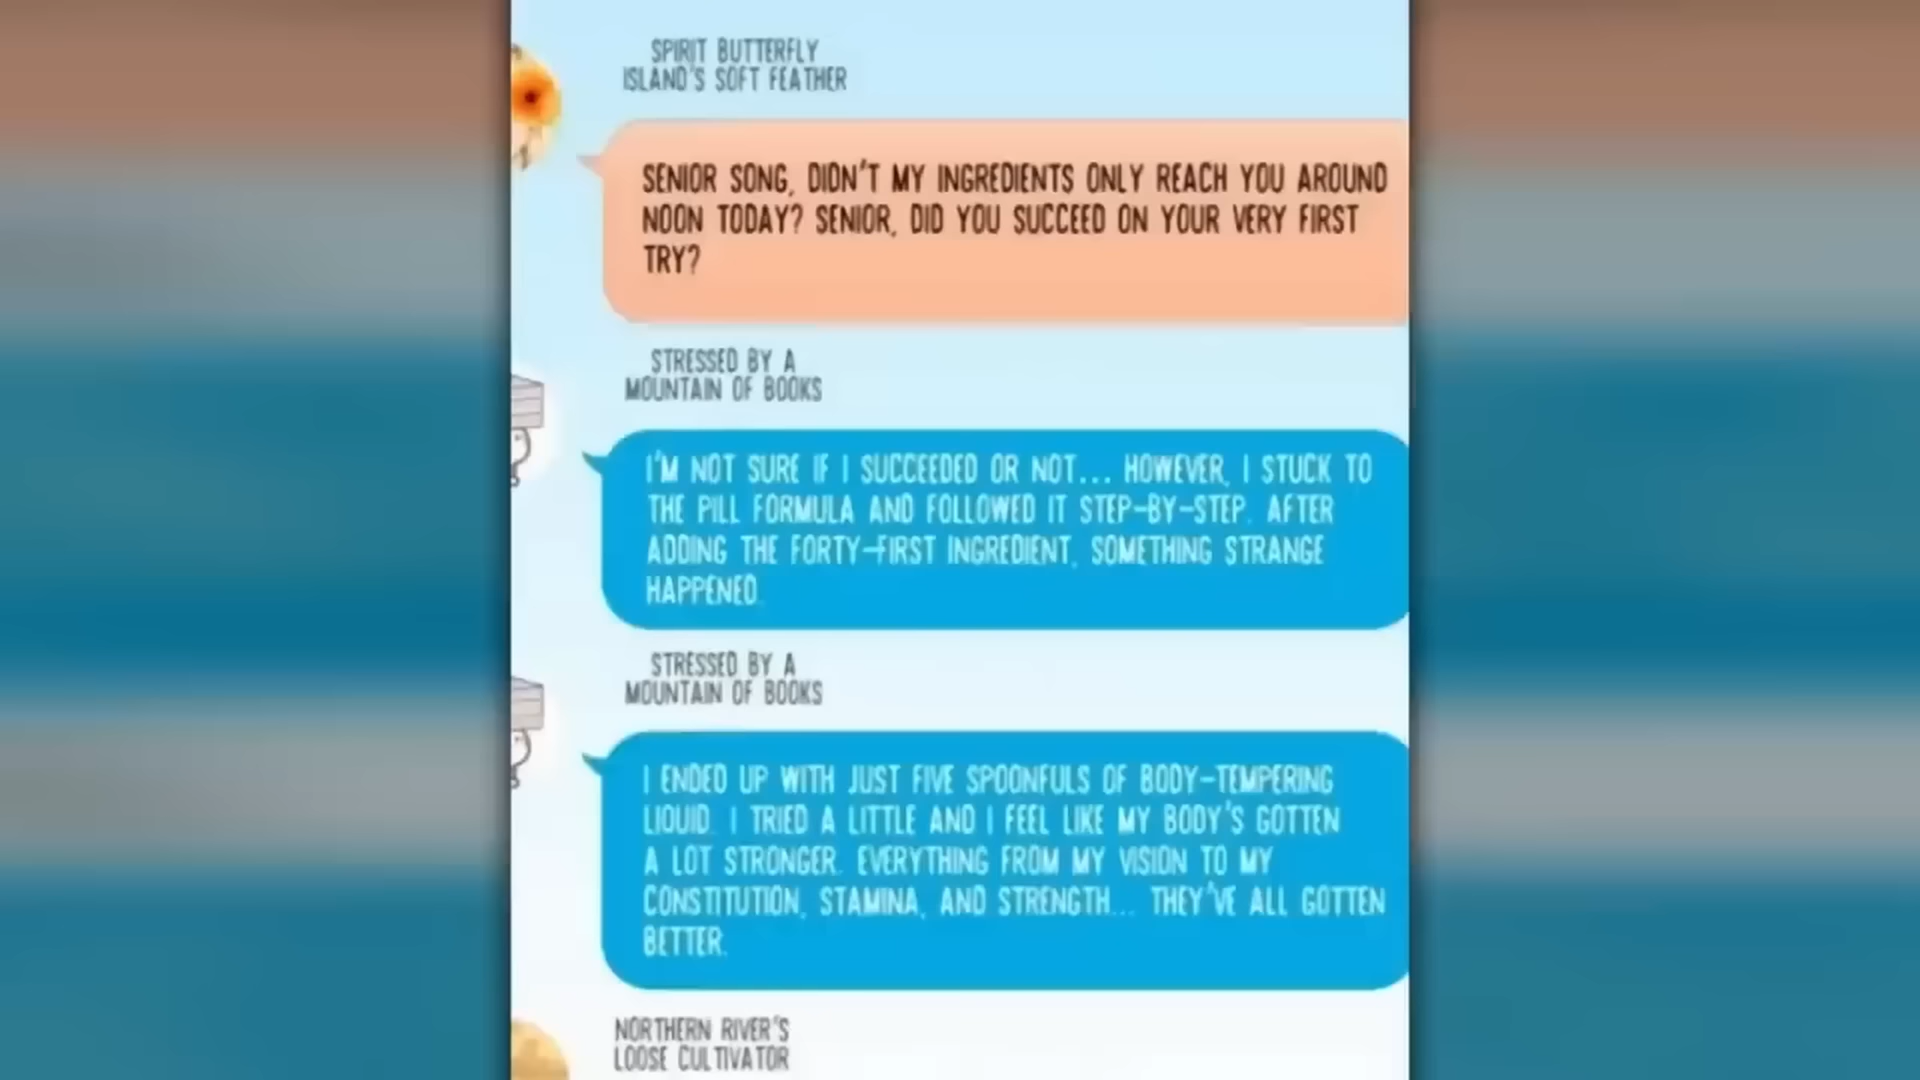 SPIRIT BUTTERFLY
ISLAND'S SOFT FEATHER
SENIOR SONG, DIDN'T MY INGREDIENTS ONLY REACH YOU AROUND
NOON TODAY? SENIOR, DID YOU SUCCEED ON YOUR VERY FIRST
TRY?
STRESSED BY A
MOUNTAIN OF BOOKS
I'M NOT SURE IF I SUCCEEDED OR NOT... HOWEVER, I STUCK TO
THE PILL FORMULA AND FOLLOWED IT STEP-BY-STEP. AFTER
ADDING THE FORTY-FIRST INGREDIENT, SOMETHING STRANGE
HAPPENED.
STRESSED BY A
MOUNTAIN OF BOOKS
I ENDED UP WITH JUST FIVE SPOONFULS OF BODY-TEMPERING
LIQUID. I TRIED A LITTLE AND I FEEL LIKE MY BODY'S GOTTEN
A LOT STRONGER. EVERYTHING FROM MY VISION TO MY
CONSTITUTION, STAMINA, AND STRENGTH... THEY'VE ALL GOTTEN
BETTER.
NORTHERN RIVER'S
LOOSE CULTIVATOR